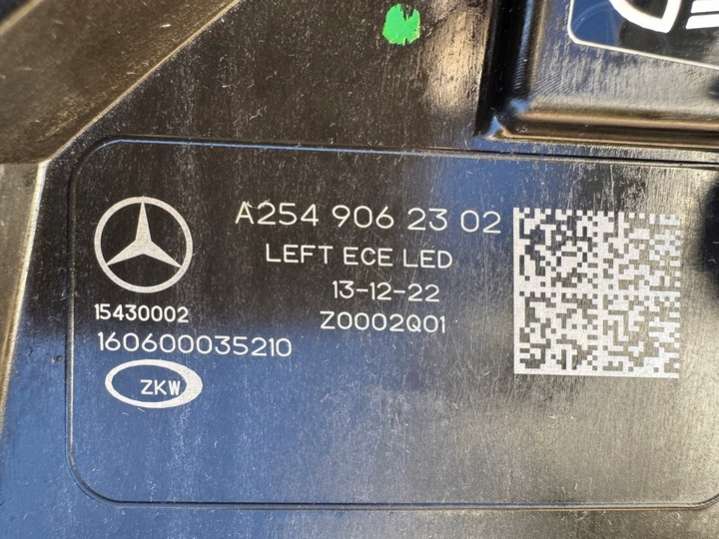 A254 906 23 02
LEFT ECE LED
13-12-22
Z0002Q01
15430002
160600035210
ZKW